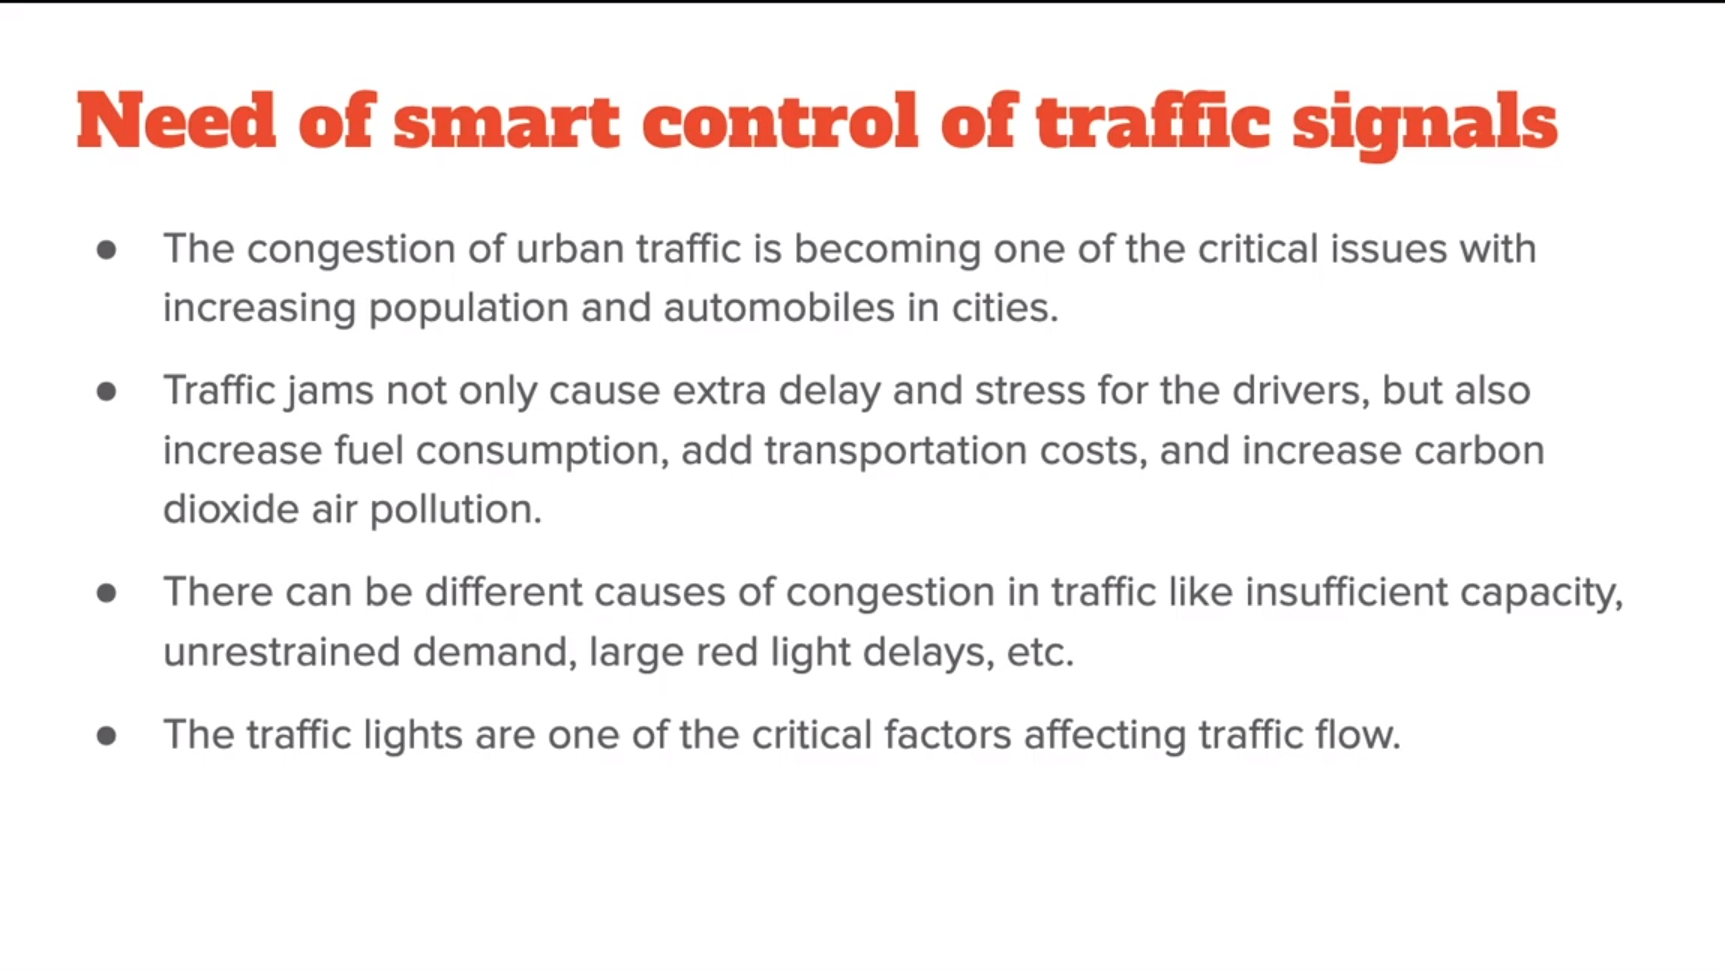 Need of smart control of traffic signals
● The congestion of urban traffic is becoming one of the critical issues with
increasing population and automobiles in cities.
● Traffic jams not only cause extra delay and stress for the drivers, but also
increase fuel consumption, add transportation costs, and increase carbon
dioxide air pollution.
● There can be different causes of congestion in traffic like insufficient capacity,
unrestrained demand, large red light delays, etc.
● The traffic lights are one of the critical factors affecting traffic flow.